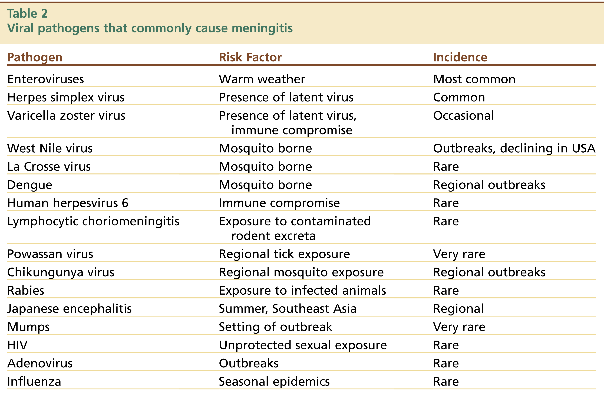 Table 2
Viral pathogens that commonly cause meningitis
Pathogen Risk Factor Incidence
Enteroviruses Warm weather Most common
Herpes simplex virus Presence of latent virus Common
Varicella zoster virus Presence of latent virus, Occasional
immune compromise
West Nile virus Mosquito borne Outbreaks, declining in USA
La Crosse virus Mosquito borne Rare
Dengue Mosquito borne Regional outbreaks
Human herpesvirus 6 Immune compromise Rare
Lymphocytic choriomeningitis Exposure to contaminated Rare
rodent excreta
Powassan virus Regional tick exposure Very rare
Chikungunya virus Regional mosquito exposure Regional outbreaks
Rabies Exposure to infected animals Rare
Japanese encephalitis Summer, Southeast Asia Regional
Mumps Setting of outbreak Very rare
HIV Unprotected sexual exposure Rare
Adenovirus Outbreaks Rare
Influenza Seasonal epidemics Rare